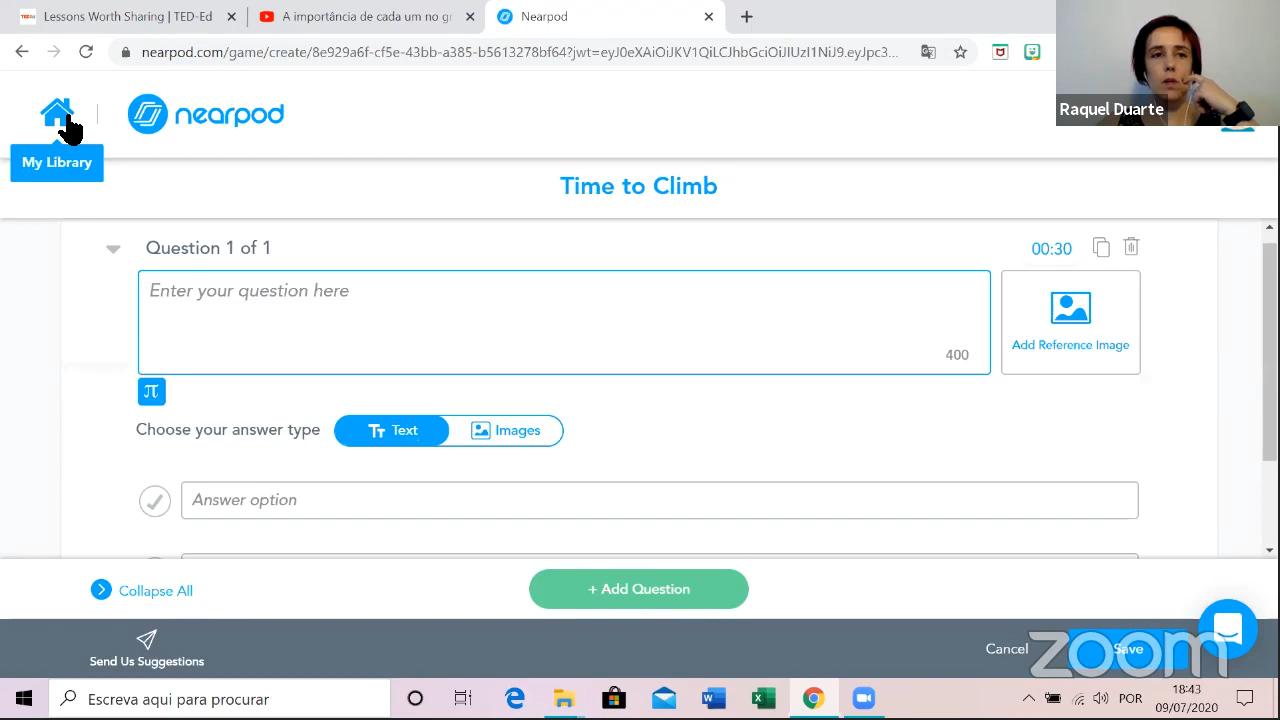 Lessons Worth Sharing | TED-Ed
A importância de cada um no gr
Nearpod
nearpod.com/game/create/8e929a6f-cf5e-43bb-a385-b5613278bf64?jwt=eyJ0eXAiOiJKV1QiLCJhbGciOiJIUzI1NiJ9.eyJpc3...
Raquel Duarte
nearpod
My Library
Time to Climb
Question 1 of 1
00:30
Enter your question here
400
Add Reference Image
π
Choose your answer type
Tт Text
Images
Answer option
Collapse All
+ Add Question
Send Us Suggestions
Cancel
Save
zoom
Escreva aqui para procurar
POR
18:43
09/07/2020